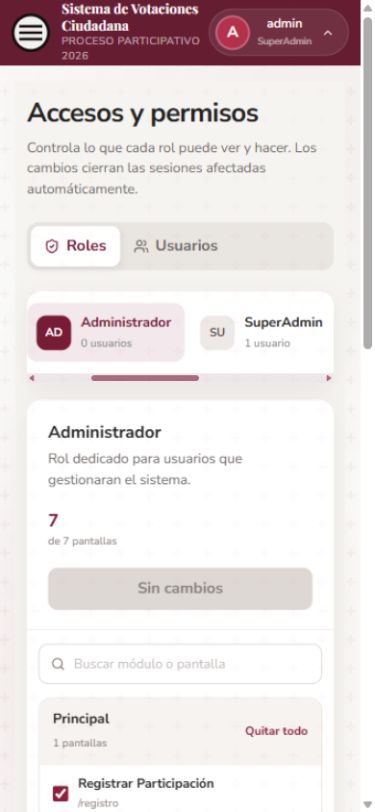 Sistema de Votaciones
Ciudadana
PROCESO PARTICIPATIVO
2026
A
admin
SuperAdmin
Accesos y permisos
Controla lo que cada rol puede ver y hacer. Los
cambios cierran las sesiones afectadas
automáticamente.
Roles
Usuarios
AD
Administrador
0 usuarios
SU
SuperAdmin
1 usuario
Administrador
Rol dedicado para usuarios que
gestionaran el sistema.
7
de 7 pantallas
Sin cambios
Buscar módulo o pantalla
Principal
1 pantallas
Quitar todo
Registrar Participación
/registro